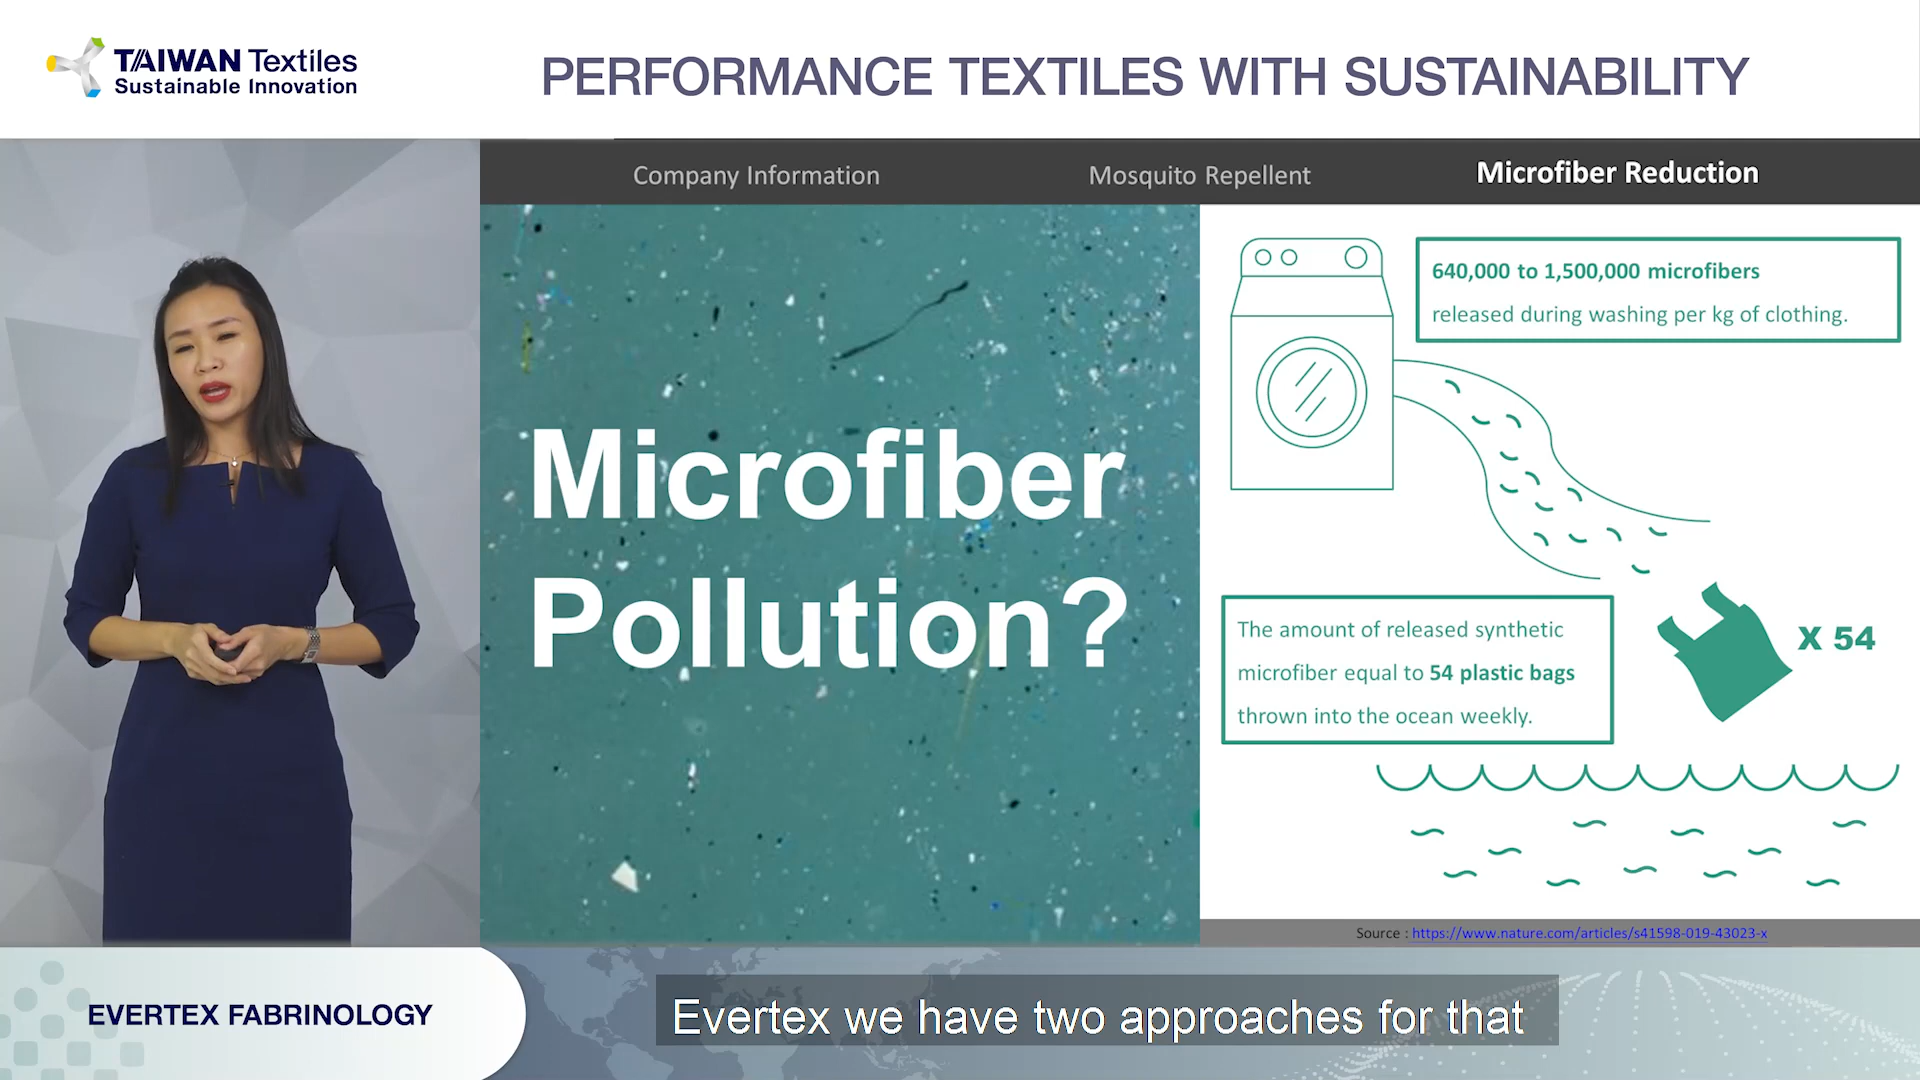 TAIWAN Textiles
Sustainable Innovation
PERFORMANCE TEXTILES WITH SUSTAINABILITY
Company Information
Mosquito Repellent
Microfiber Reduction
Microfiber
Pollution?
640,000 to 1,500,000 microfibers
released during washing per kg of clothing.
The amount of released synthetic
microfiber equal to 54 plastic bags
thrown into the ocean weekly.
X 54
Source : https://www.nature.com/articles/s41598-019-43023-x
EVERTEX FABRINOLOGY
Evertex we have two approaches for that